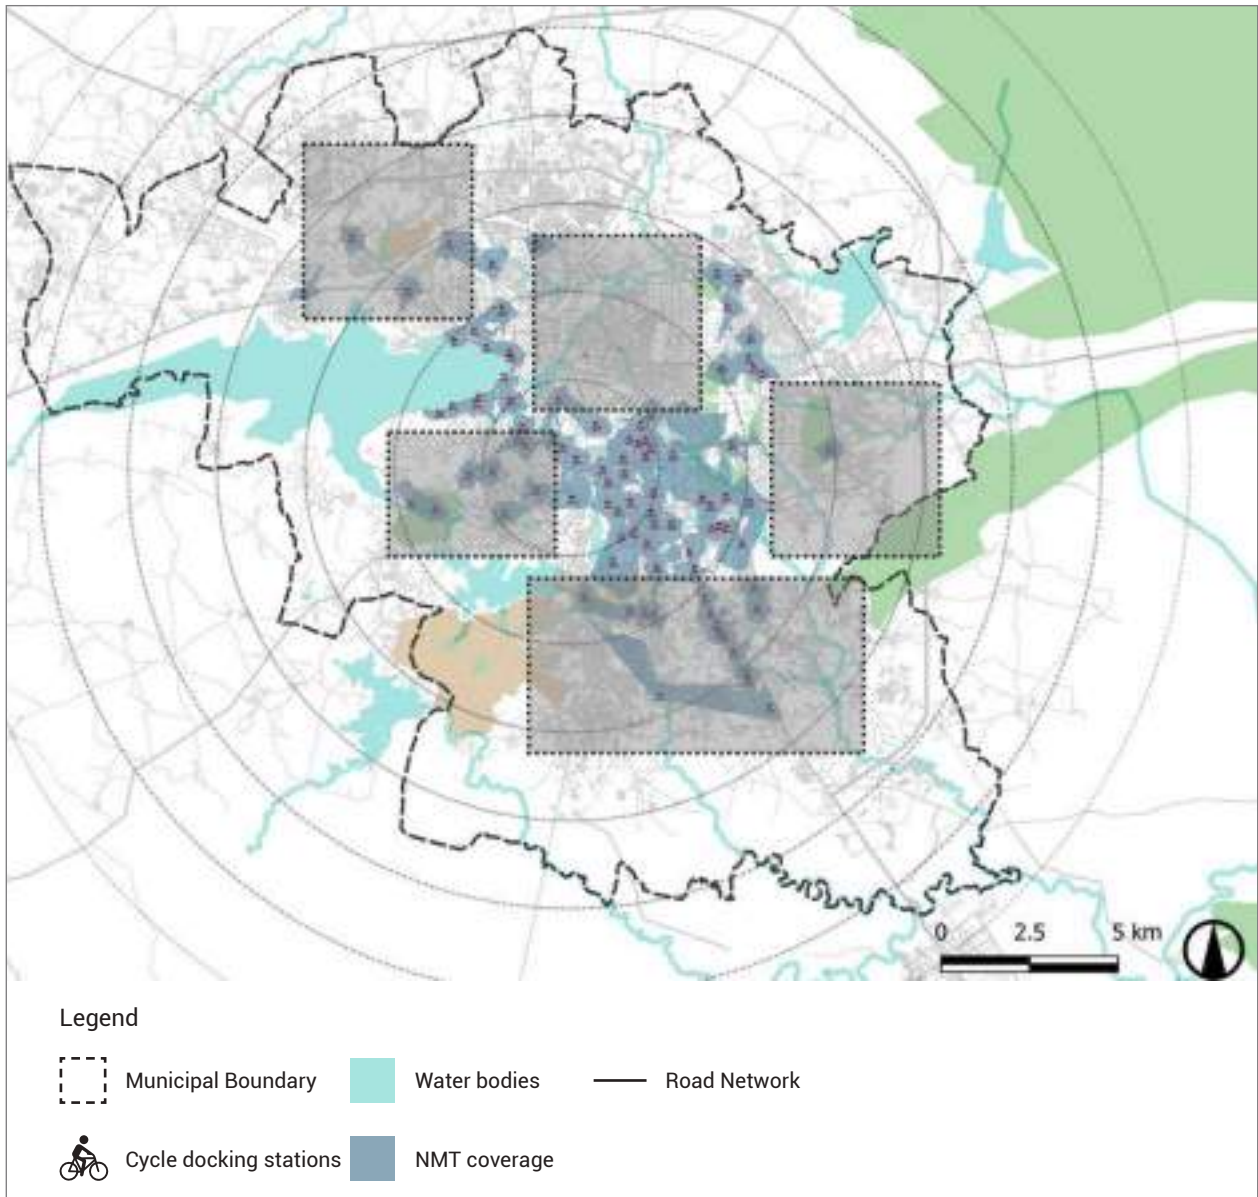 0 2.5 5 km
Legend
Municipal Boundary Water bodies Road Network
Cycle docking stations NMT coverage